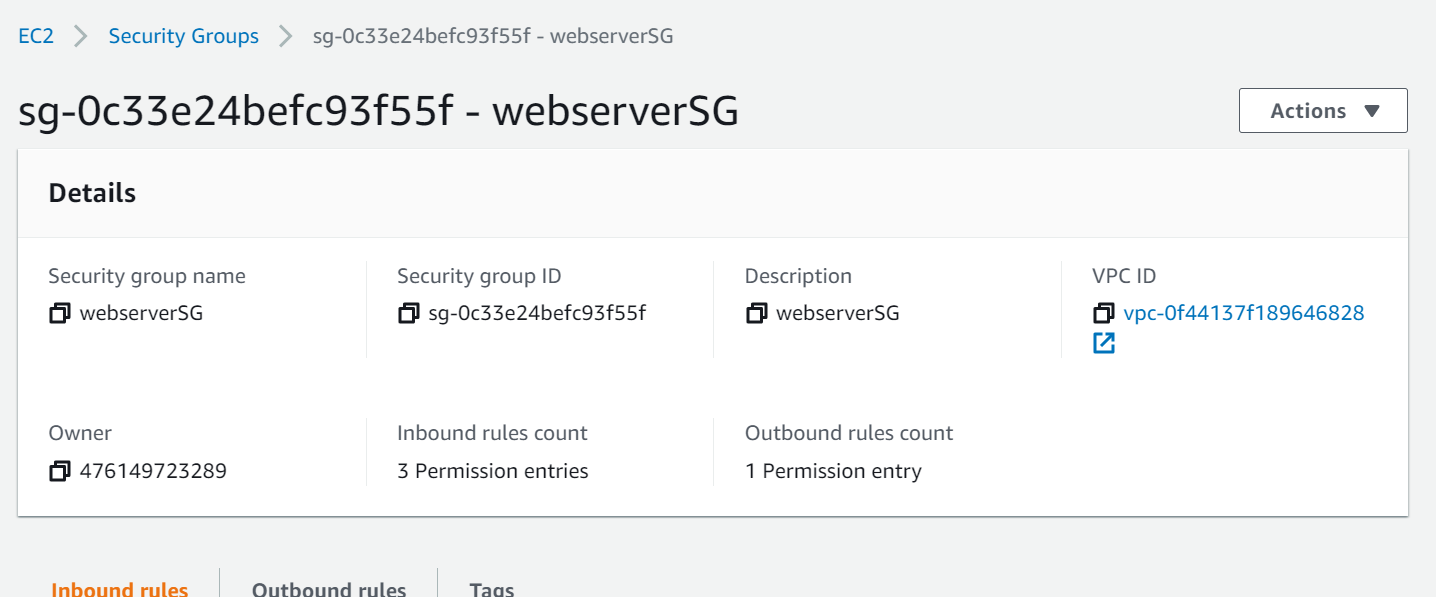 EC2 Security Groups sg-0c33e24befc93f55f - webserverSG
sg-0c33e24befc93f55f - webserverSG
Actions
Details
Security group name Security group ID Description VPC ID
webserverSG sg-0c33e24befc93f55f webserverSG vpc-0f44137f189646828
Owner Inbound rules count Outbound rules count
476149723289 3 Permission entries 1 Permission entry
Inbound rules Outbound rules Tags